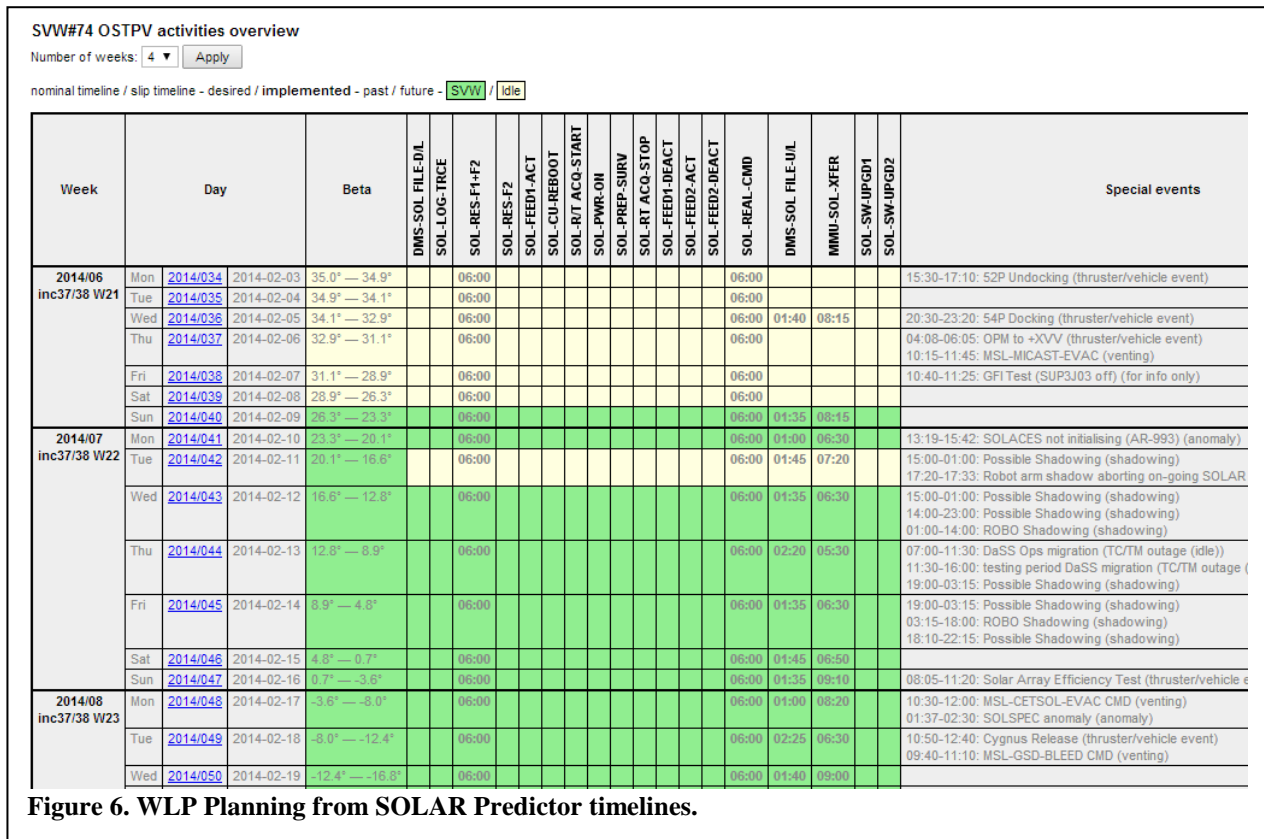 SVW#74 OSTPV activities overview
Number of weeks: 4 ▼ Apply
nominal timeline / slip timeline - desired / implemented - past / future - SVW / Idle
Week Day Beta DMS-SOL FILE-D/L SOL-LOG-TRCE SOL-RES-F1+F2 SOL-RES-F2 SOL-FEED1-ACT SOL-CU-REBOOT SOL-R/T ACQ-START SOL-PWR-ON SOL-PREP-SURV SOL-RT ACQ-STOP SOL-FEED1-DEACT SOL-FEED2-ACT SOL-FEED2-DEACT SOL-REAL-CMD DMS-SOL FILE-U/L MMU-SOL-XFER SOL-SW-UPGD1 SOL-SW-UPGD2 Special events
2014/06 Mon 2014/034 2014-02-03 35.0° — 34.9° 06:00 06:00 15:30-17:10: 52P Undocking (thruster/vehicle event)
inc37/38 W21 Tue 2014/035 2014-02-04 34.9° — 34.1° 06:00 06:00
Wed 2014/036 2014-02-05 34.1° — 32.9° 06:00 06:00 01:40 08:15 20:30-23:20: 54P Docking (thruster/vehicle event)
Thu 2014/037 2014-02-06 32.9° — 31.1° 06:00 06:00 04:08-06:05: OPM to +XVV (thruster/vehicle event)
10:15-11:45: MSL-MICAST-EVAC (venting)
Fri 2014/038 2014-02-07 31.1° — 28.9° 06:00 06:00 10:40-11:25: GFI Test (SUP3J03 off) (for info only)
Sat 2014/039 2014-02-08 28.9° — 26.3° 06:00 06:00
Sun 2014/040 2014-02-09 26.3° — 23.3° 06:00 06:00 01:35 08:15
2014/07 Mon 2014/041 2014-02-10 23.3° — 20.1° 06:00 06:00 01:00 06:30 13:19-15:42: SOLACES not initialising (AR-993) (anomaly)
inc37/38 W22 Tue 2014/042 2014-02-11 20.1° — 16.6° 06:00 06:00 01:45 07:20 15:00-01:00: Possible Shadowing (shadowing)
17:20-17:33: Robot arm shadow aborting on-going SOLAR
Wed 2014/043 2014-02-12 16.6° — 12.8° 06:00 06:00 01:35 06:30 15:00-01:00: Possible Shadowing (shadowing)
14:00-23:00: Possible Shadowing (shadowing)
01:00-14:00: ROBO Shadowing (shadowing)
Thu 2014/044 2014-02-13 12.8° — 8.9° 06:00 06:00 02:20 05:30 07:00-11:30: DaSS Ops migration (TC/TM outage (idle))
11:30-16:00: testing period DaSS migration (TC/TM outage (
19:00-03:15: Possible Shadowing (shadowing)
Fri 2014/045 2014-02-14 8.9° — 4.8° 06:00 06:00 01:35 06:30 19:00-03:15: Possible Shadowing (shadowing)
03:15-18:00: ROBO Shadowing (shadowing)
18:10-22:15: Possible Shadowing (shadowing)
Sat 2014/046 2014-02-15 4.8° — 0.7° 06:00 06:00 01:45 06:50
Sun 2014/047 2014-02-16 0.7° — -3.6° 06:00 06:00 01:35 09:10 08:05-11:20: Solar Array Efficiency Test (thruster/vehicle e
2014/08 Mon 2014/048 2014-02-17 -3.6° — -8.0° 06:00 06:00 01:00 08:20 10:30-12:00: MSL-CETSOL-EVAC CMD (venting)
inc37/38 W23 01:37-02:30: SOLSPEC anomaly (anomaly)
Tue 2014/049 2014-02-18 -8.0° — -12.4° 06:00 06:00 02:25 06:30 10:50-12:40: Cygnus Release (thruster/vehicle event)
09:40-11:10: MSL-GSD-BLEED CMD (venting)
Wed 2014/050 2014-02-19 -12.4° — -16.8° 06:00 06:00 01:40 09:00
Figure 6. WLP Planning from SOLAR Predictor timelines.